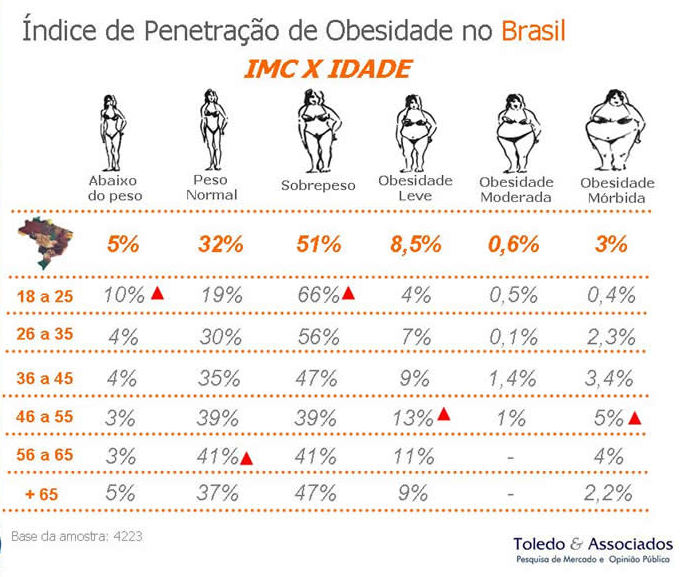 Índice de Penetração de Obesidade no Brasil
IMC X IDADE
Abaixo do peso Peso Normal Sobrepeso Obesidade Leve Obesidade Moderada Obesidade Mórbida
5% 32% 51% 8,5% 0,6% 3%
18 a 25 10% ▲ 19% 66% ▲ 4% 0,5% 0,4%
26 a 35 4% 30% 56% 7% 0,1% 2,3%
36 a 45 4% 35% 47% 9% 1,4% 3,4%
46 a 55 3% 39% 39% 13% ▲ 1% 5% ▲
56 a 65 3% 41% ▲ 41% 11% - 4%
+ 65 5% 37% 47% 9% - 2,2%
Base da amostra: 4223
Toledo & Associados
Pesquisa de Mercado e Opinião Pública